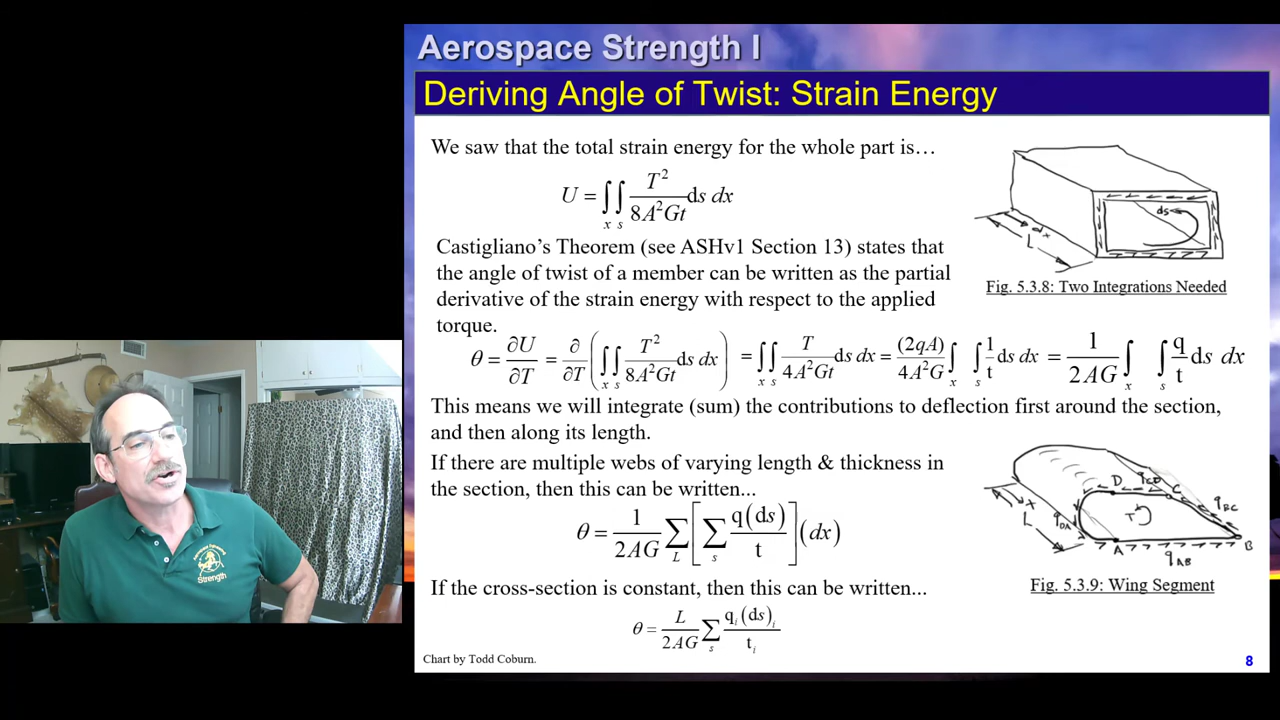 Aerospace Strength I
Deriving Angle of Twist: Strain Energy
We saw that the total strain energy for the whole part is…
U = ∫x ∫s T²/(8A²Gt) ds dx
ds
dx
L
Fig. 5.3.8: Two Integrations Needed
Castigliano’s Theorem (see ASHv1 Section 13) states that
the angle of twist of a member can be written as the partial
derivative of the strain energy with respect to the applied
torque.
θ = ∂U/∂T = ∂/∂T (∫x ∫s T²/(8A²Gt) ds dx) = ∫x ∫s T/(4A²Gt) ds dx = (2qA)/(4A²G) ∫x ∫s 1/t ds dx = 1/(2AG) ∫x ∫s q/t ds dx
This means we will integrate (sum) the contributions to deflection first around the section,
and then along its length.
If there are multiple webs of varying length & thickness in
the section, then this can be written...
θ = 1/(2AG) ∑L [∑s q(ds)/t] (dx)
D
qCD
C
x
L
qDA
T
qBC
A
B
qAB
Fig. 5.3.9: Wing Segment
If the cross-section is constant, then this can be written...
θ = L/(2AG) ∑s qi(ds)i/ti
Chart by Todd Coburn.
8
Strength